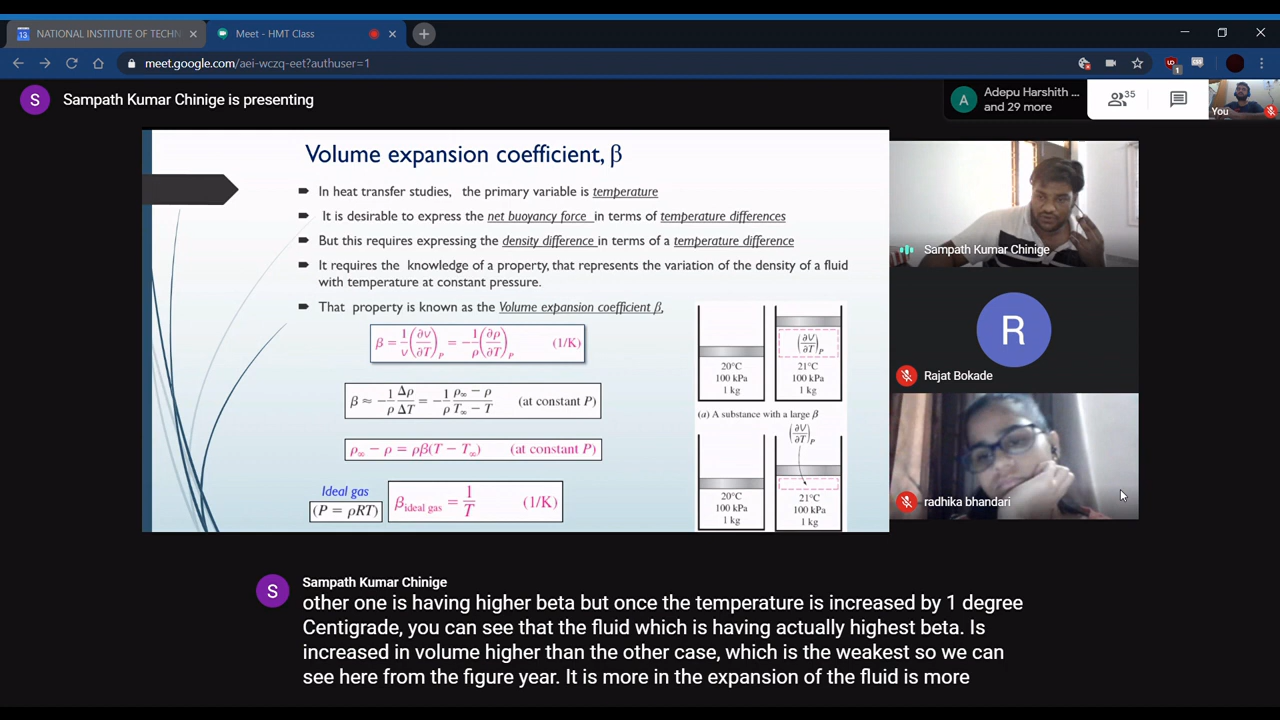 13 NATIONAL INSTITUTE OF TECHN
Meet - HMT Class
meet.google.com/aei-wczq-eet?authuser=1
S Sampath Kumar Chinige is presenting
A Adepu Harshith ...
and 29 more
35
You
Volume expansion coefficient, β
In heat transfer studies, the primary variable is temperature
It is desirable to express the net buoyancy force in terms of temperature differences
But this requires expressing the density difference in terms of a temperature difference
It requires the knowledge of a property, that represents the variation of the density of a fluid
with temperature at constant pressure.
That property is known as the Volume expansion coefficient β,
β = 1/v (∂v/∂T)_P = −1/ρ (∂ρ/∂T)_P (1/K)
β ≈ −1/ρ Δρ/ΔT = −1/ρ (ρ∞ − ρ)/(T∞ − T) (at constant P)
ρ∞ − ρ = ρβ(T − T∞) (at constant P)
Ideal gas
(P = ρRT)
β ideal gas = 1/T (1/K)
(∂V/∂T)_P
20°C 21°C
100 kPa 100 kPa
1 kg 1 kg
(a) A substance with a large β
(∂V/∂T)_P
20°C 21°C
100 kPa 100 kPa
1 kg 1 kg
Sampath Kumar Chinige
R
Rajat Bokade
radhika bhandari
S Sampath Kumar Chinige
other one is having higher beta but once the temperature is increased by 1 degree
Centigrade, you can see that the fluid which is having actually highest beta. Is
increased in volume higher than the other case, which is the weakest so we can
see here from the figure year. It is more in the expansion of the fluid is more